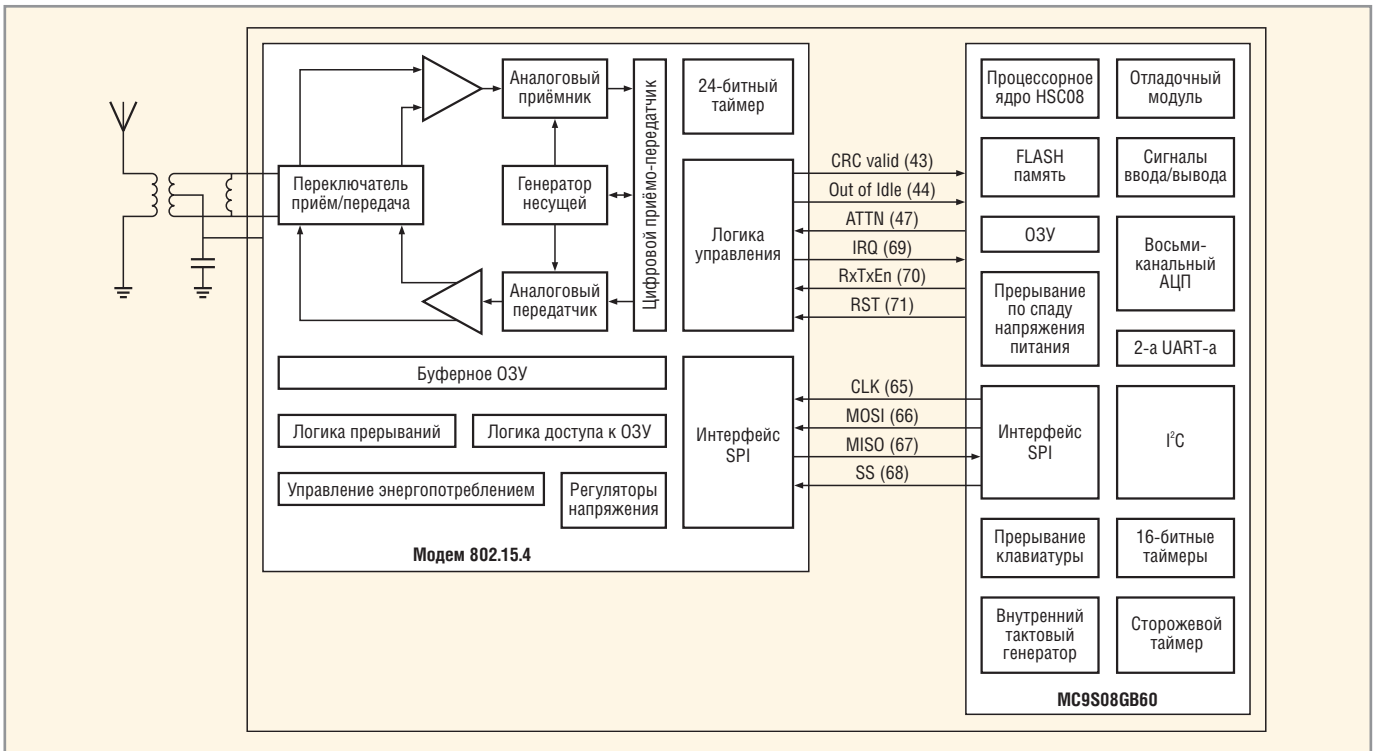 Переключатель
приём/передача
Аналоговый
приёмник
Генератор
несущей
Аналоговый
передатчик
Цифровой приёмо-передатчик
24-битный
таймер
Логика
управления
Буферное ОЗУ
Логика прерываний
Логика доступа к ОЗУ
Управление энергопотреблением
Регуляторы
напряжения
Интерфейс
SPI
Модем 802.15.4
CRC valid (43)
Out of Idle (44)
ATTN (47)
IRQ (69)
RxTxEn (70)
RST (71)
CLK (65)
MOSI (66)
MISO (67)
SS (68)
Процессорное
ядро HSC08
Отладочный
модуль
FLASH
память
Сигналы
ввода/вывода
ОЗУ
Восьми-
канальный
АЦП
Прерывание
по спаду
напряжения
питания
2-а UART-а
Интерфейс
SPI
I²C
Прерывание
клавиатуры
16-битные
таймеры
Внутренний
тактовый
генератор
Сторожевой
таймер
MC9S08GB60